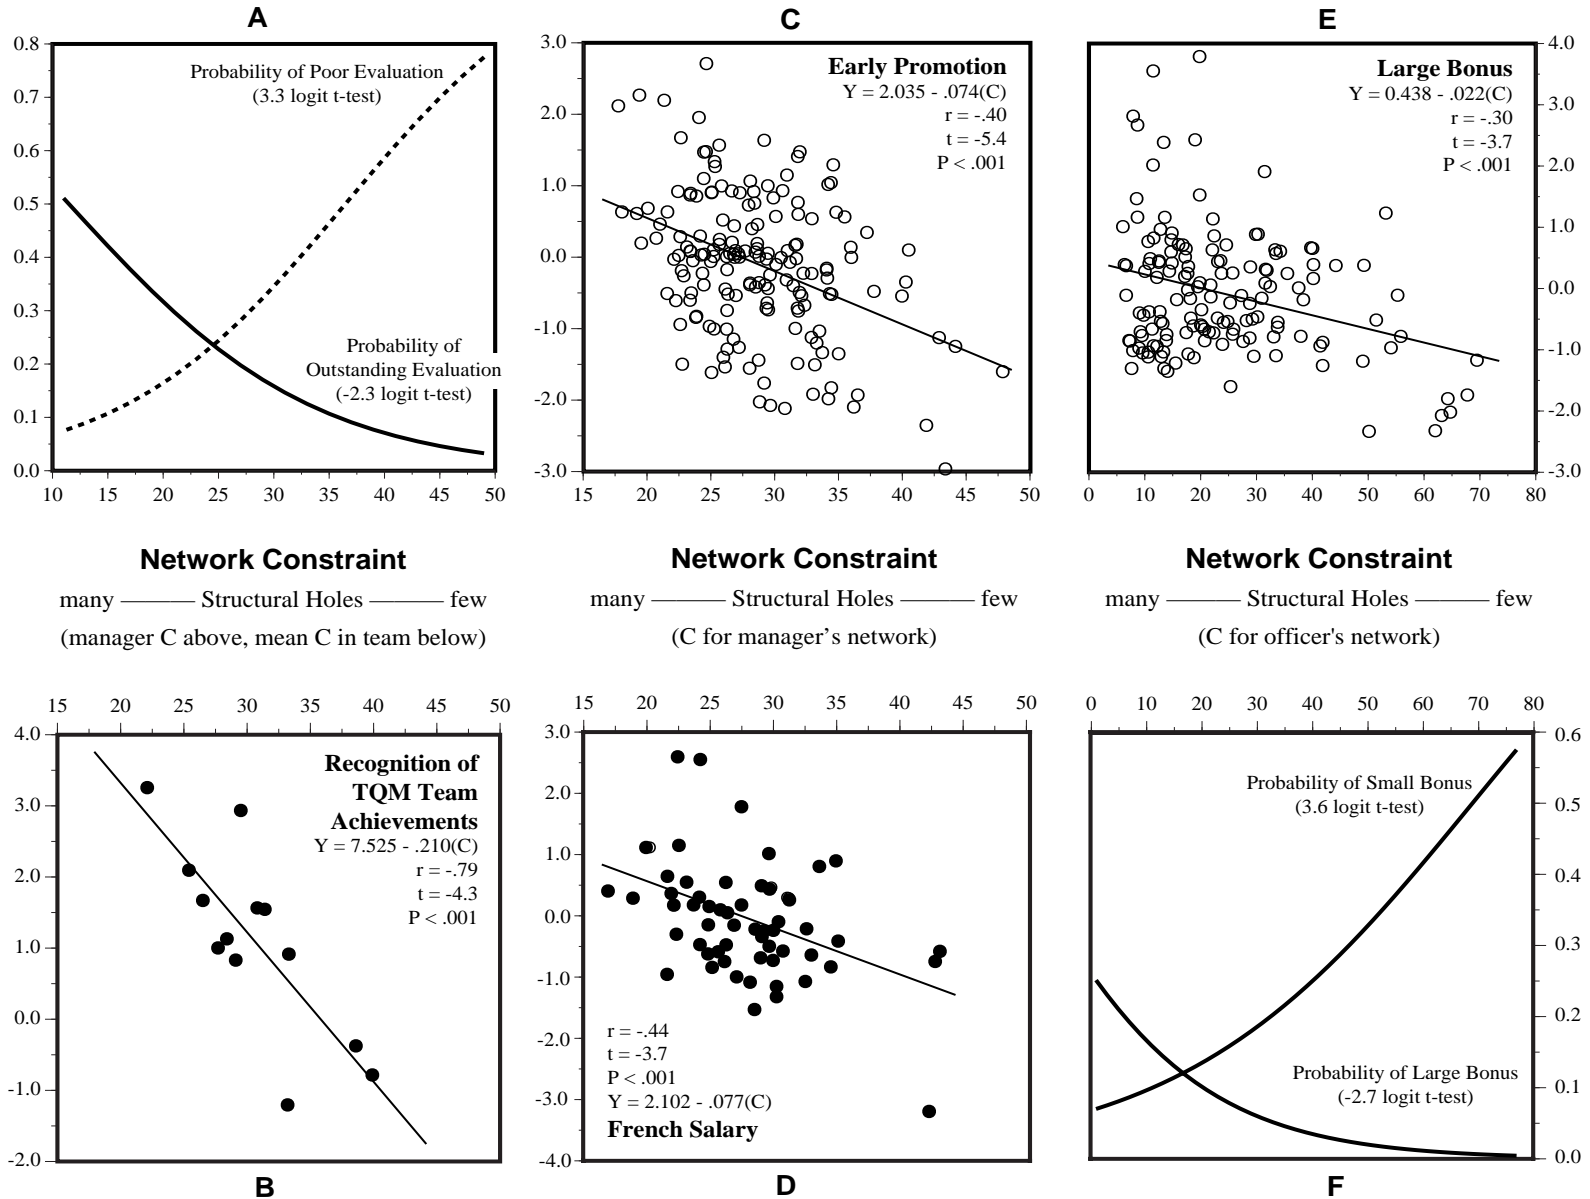 A
0.8
0.7
0.6
0.5
0.4
0.3
0.2
0.1
0.0
Probability of Poor Evaluation
(3.3 logit t-test)
Probability of
Outstanding Evaluation
(-2.3 logit t-test)
10 15 20 25 30 35 40 45 50
Network Constraint
many ——— Structural Holes ——— few
(manager C above, mean C in team below)
15 20 25 30 35 40 45 50
4.0
3.0
2.0
1.0
0.0
-1.0
-2.0
Recognition of
TQM Team
Achievements
Y = 7.525 - .210(C)
r = -.79
t = -4.3
P < .001
B
C
3.0
2.0
1.0
0.0
-1.0
-2.0
-3.0
Early Promotion
Y = 2.035 - .074(C)
r = -.40
t = -5.4
P < .001
15 20 25 30 35 40 45 50
Network Constraint
many ——— Structural Holes ——— few
(C for manager’s network)
15 20 25 30 35 40 45 50
3.0
2.0
1.0
0.0
-1.0
-2.0
-3.0
-4.0
r = -.44
t = -3.7
P < .001
Y = 2.102 - .077(C)
French Salary
D
E
4.0
3.0
2.0
1.0
0.0
-1.0
-2.0
-3.0
Large Bonus
Y = 0.438 - .022(C)
r = -.30
t = -3.7
P < .001
0 10 20 30 40 50 60 70 80
Network Constraint
many ——— Structural Holes ——— few
(C for officer's network)
0 10 20 30 40 50 60 70 80
0.6
0.5
0.4
0.3
0.2
0.1
0.0
Probability of Small Bonus
(3.6 logit t-test)
Probability of Large Bonus
(-2.7 logit t-test)
F